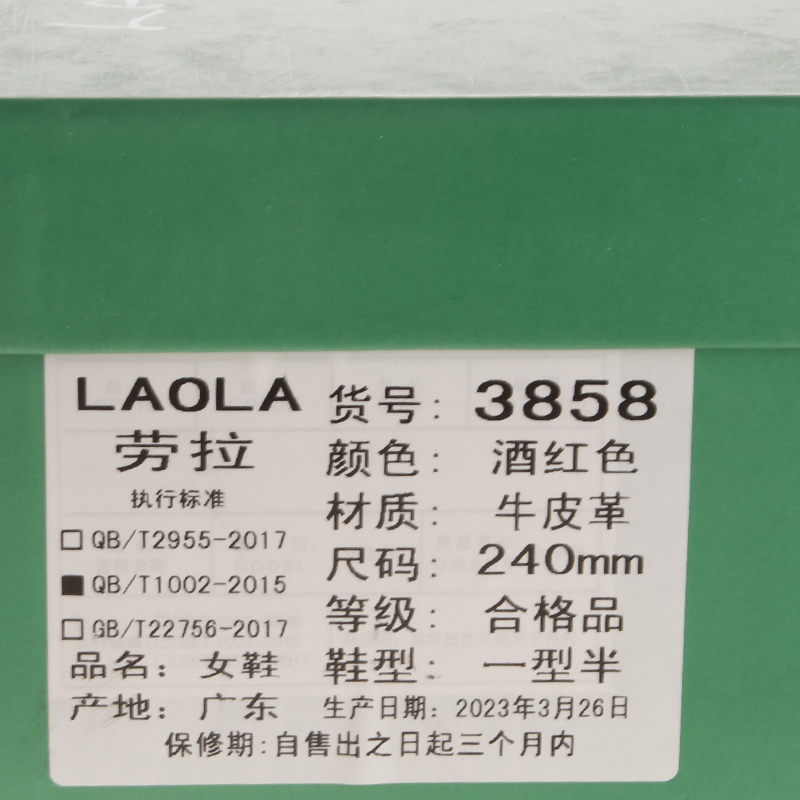 LAOLA
劳拉
执行标准
□QB/T2955-2017
■QB/T1002-2015
□GB/T22756-2017
品名：女鞋
产地：广东
货号：3858
颜色：酒红色
材质：牛皮革
尺码：240mm
等级：合格品
鞋型：一型半
生产日期：2023年3月26日
保修期：自售出之日起三个月内